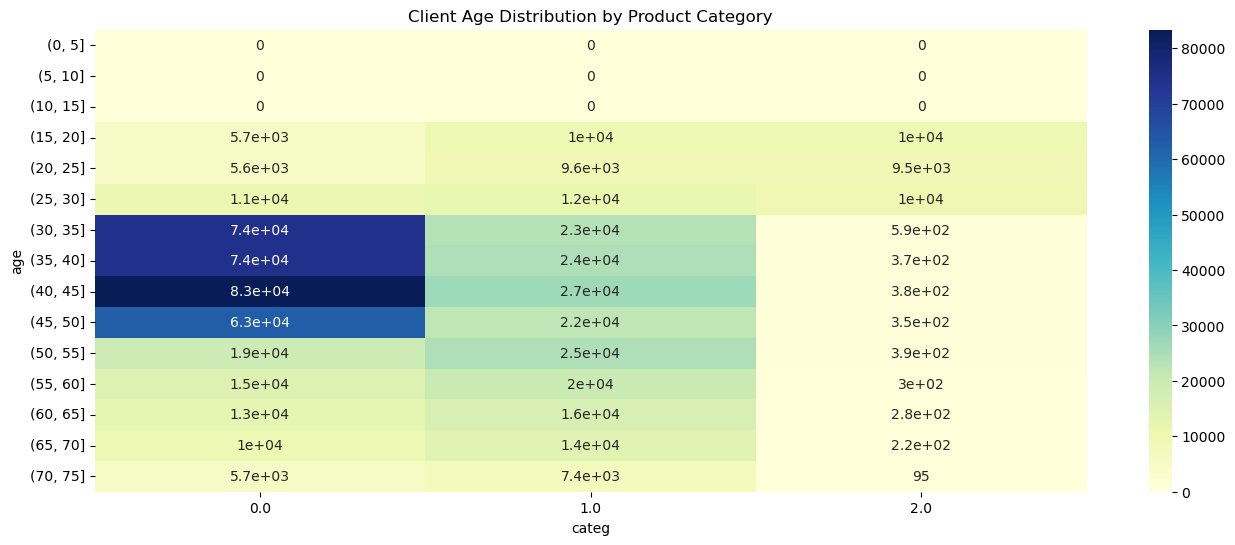 Client Age Distribution by Product Category
(0, 5] 0 0 0
(5, 10] 0 0 0
(10, 15] 0 0 0
(15, 20] 5.7e+03 1e+04 1e+04
(20, 25] 5.6e+03 9.6e+03 9.5e+03
(25, 30] 1.1e+04 1.2e+04 1e+04
(30, 35] 7.4e+04 2.3e+04 5.9e+02
(35, 40] 7.4e+04 2.4e+04 3.7e+02
(40, 45] 8.3e+04 2.7e+04 3.8e+02
(45, 50] 6.3e+04 2.2e+04 3.5e+02
(50, 55] 1.9e+04 2.5e+04 3.9e+02
(55, 60] 1.5e+04 2e+04 3e+02
(60, 65] 1.3e+04 1.6e+04 2.8e+02
(65, 70] 1e+04 1.4e+04 2.2e+02
(70, 75] 5.7e+03 7.4e+03 95
age
0.0 1.0 2.0
categ
80000
70000
60000
50000
40000
30000
20000
10000
0